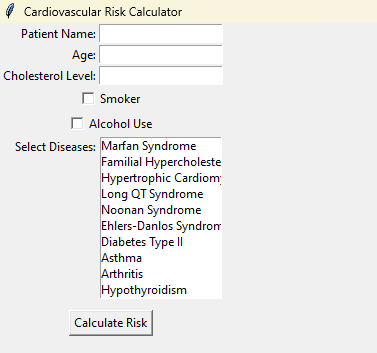 Cardiovascular Risk Calculator
Patient Name:
Age:
Cholesterol Level:
Smoker
Alcohol Use
Select Diseases:
Marfan Syndrome
Familial Hypercholeste
Hypertrophic Cardiomy
Long QT Syndrome
Noonan Syndrome
Ehlers-Danlos Syndrom
Diabetes Type II
Asthma
Arthritis
Hypothyroidism
Calculate Risk